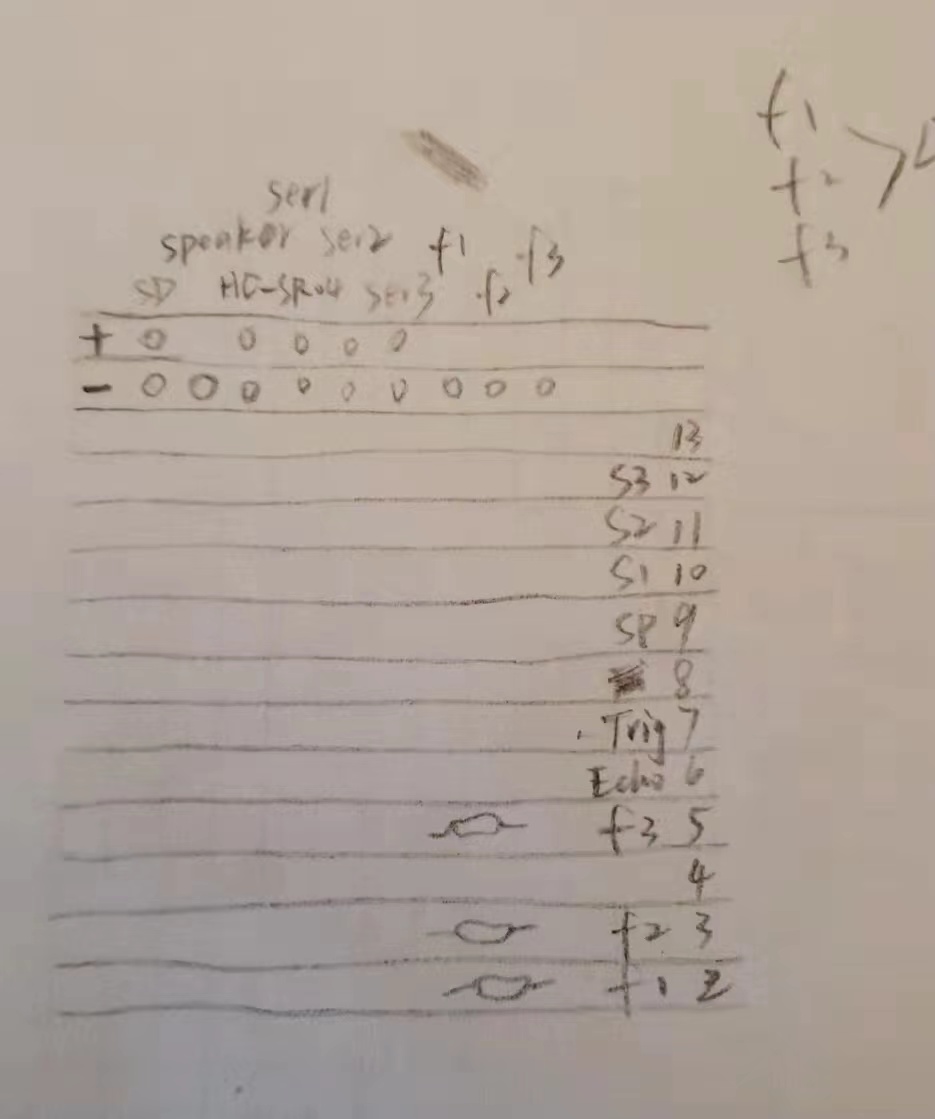 f1
f2
f3
ser1
speaker ser2 f1 f3
SD HC-SR04 ser3 f2
+ o o o o o
- o o o o o o o o o
13
S3 12
S2 11
S1 10
SP 9
8
Trig 7
Echo 6
f3 5
4
f2 3
f1 2